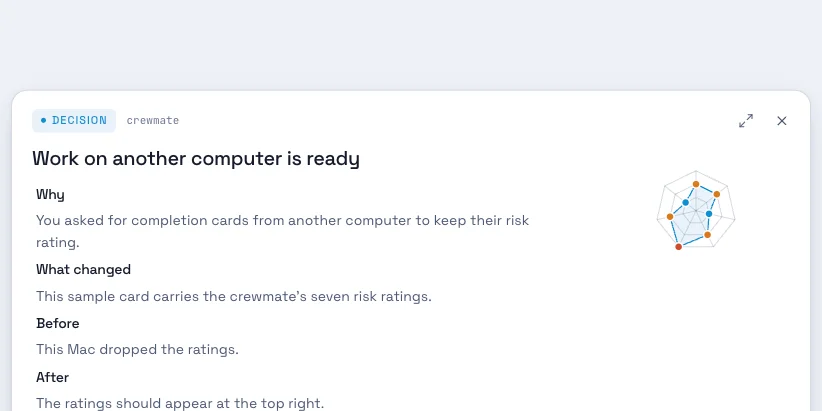 DECISION crewmate
Work on another computer is ready
Why
You asked for completion cards from another computer to keep their risk
rating.
What changed
This sample card carries the crewmate's seven risk ratings.
Before
This Mac dropped the ratings.
After
The ratings should appear at the top right.